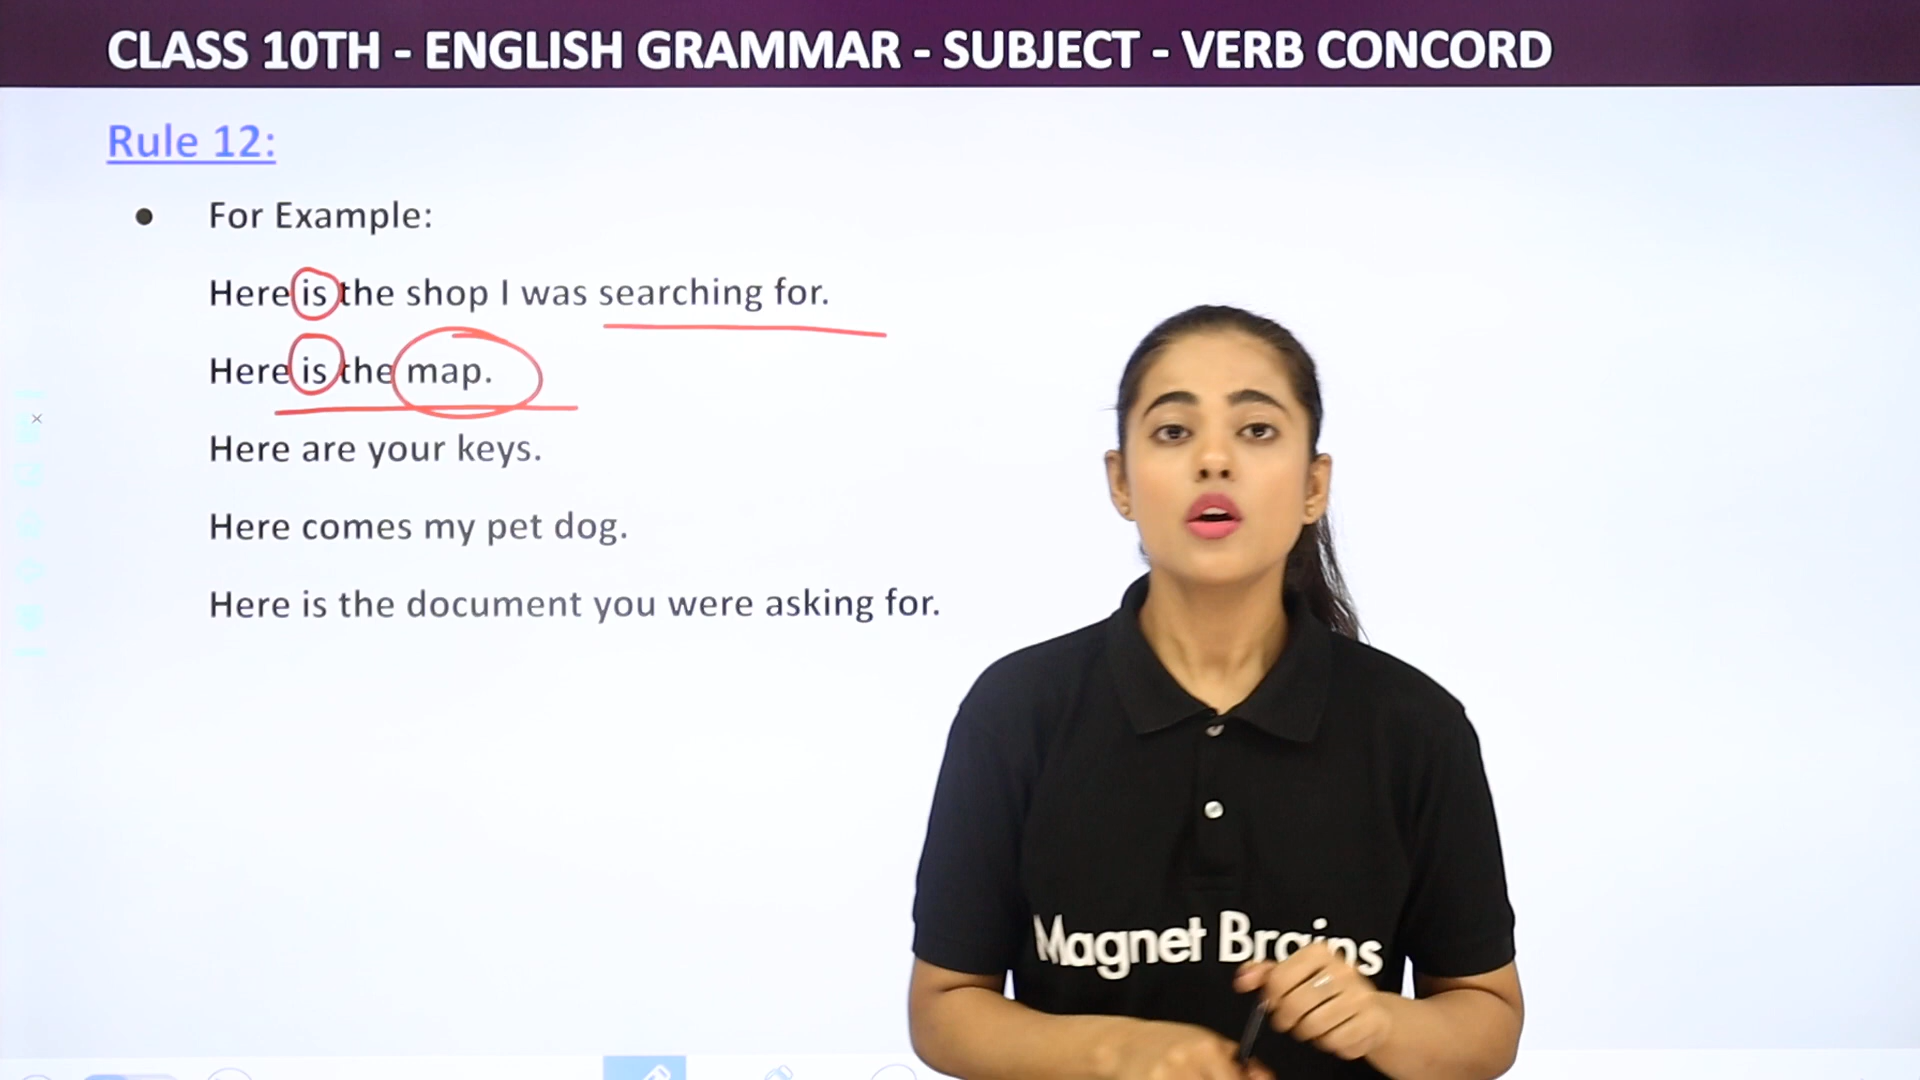 CLASS 10TH - ENGLISH GRAMMAR - SUBJECT - VERB CONCORD
Rule 12:
● For Example:
Here is the shop I was searching for.
Here is the map.
Here are your keys.
Here comes my pet dog.
Here is the document you were asking for.
Magnet Brains